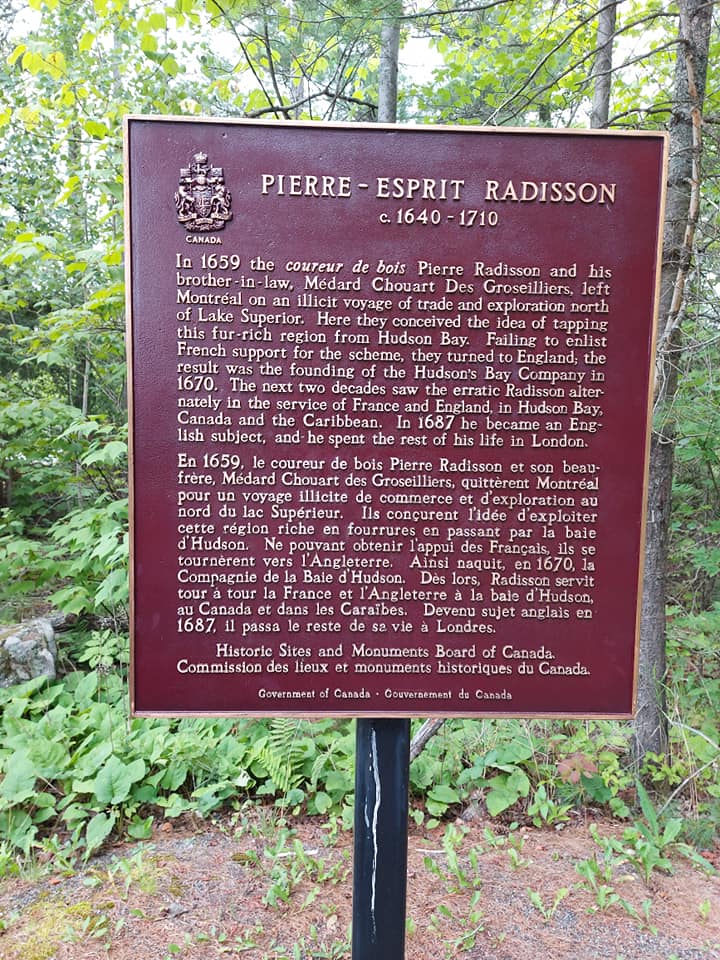 PIERRE-ESPRIT RADISSON
c. 1640-1710
CANADA
In 1659 the coureur de bois Pierre Radisson and his
brother-in-law, Médard Chouart Des Groseilliers, left
Montréal on an illicit voyage of trade and exploration north
of Lake Superior. Here they conceived the idea of tapping
this fur-rich region from Hudson Bay. Failing to enlist
French support for the scheme, they turned to England; the
result was the founding of the Hudson's Bay Company in
1670. The next two decades saw the erratic Radisson alter-
nately in the service of France and England, in Hudson Bay,
Canada and the Caribbean. In 1687 he became an Eng-
lish subject, and he spent the rest of his life in London.
En 1659, le coureur de bois Pierre Radisson et son beau-
frère, Médard Chouart des Groseilliers, quittèrent Montréal
pour un voyage illicite de commerce et d'exploration au
nord du lac Supérieur. Ils conçurent l'idée d'exploiter
cette région riche en fourrures en passant par la baie
d'Hudson. Ne pouvant obtenir l'appui des Français, ils se
tournèrent vers l'Angleterre. Ainsi naquit, en 1670, la
Compagnie de la Baie d'Hudson. Dès lors, Radisson servit
tour à tour la France et l'Angleterre à la baie d'Hudson,
au Canada et dans les Caraïbes. Devenu sujet anglais en
1687, il passa le reste de sa vie à Londres.
Historic Sites and Monuments Board of Canada.
Commission des lieux et monuments historiques du Canada.
Government of Canada · Gouvernement du Canada